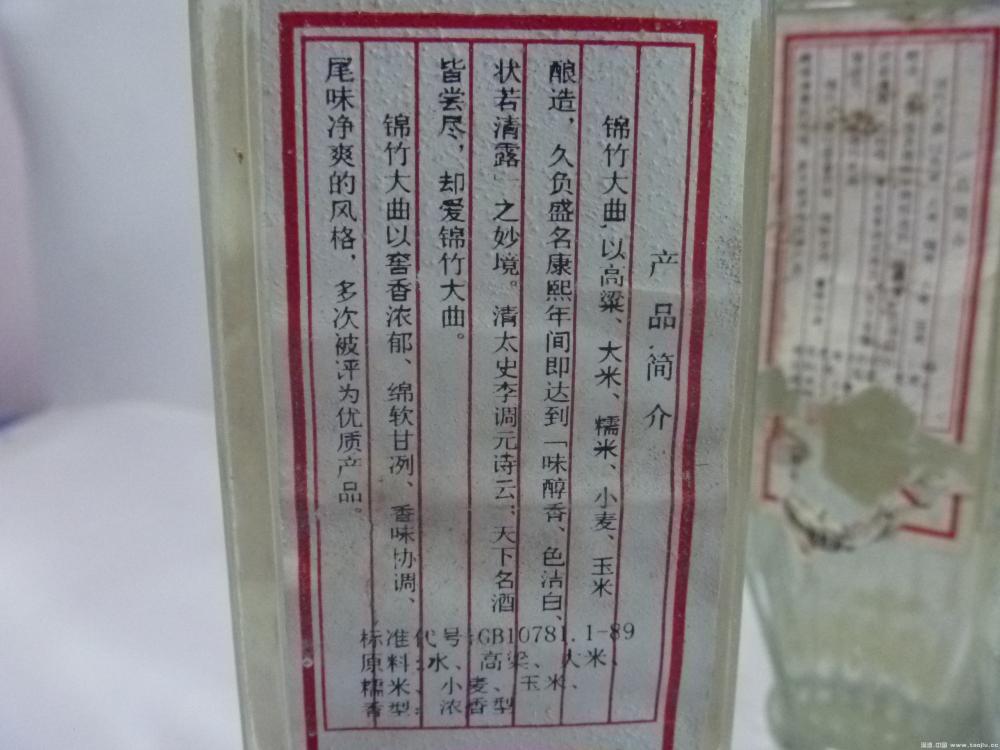 产品简介
锦竹大曲，以高粱、大米、糯米、小麦、玉米
酿造，久负盛名康熙年间即达到「味醇香、色洁白、
状若清露」之妙境。清太史李调元诗云：天下名酒
皆尝尽，却爱锦竹大曲。
锦竹大曲以窖香浓郁、绵软甘冽、香味协调、
尾味净爽的风格，多次被评为优质产品。
标准代号：GB10781.1-89
原料：水、高粱、大米、
糯米、小麦、玉米、
香型：浓香型